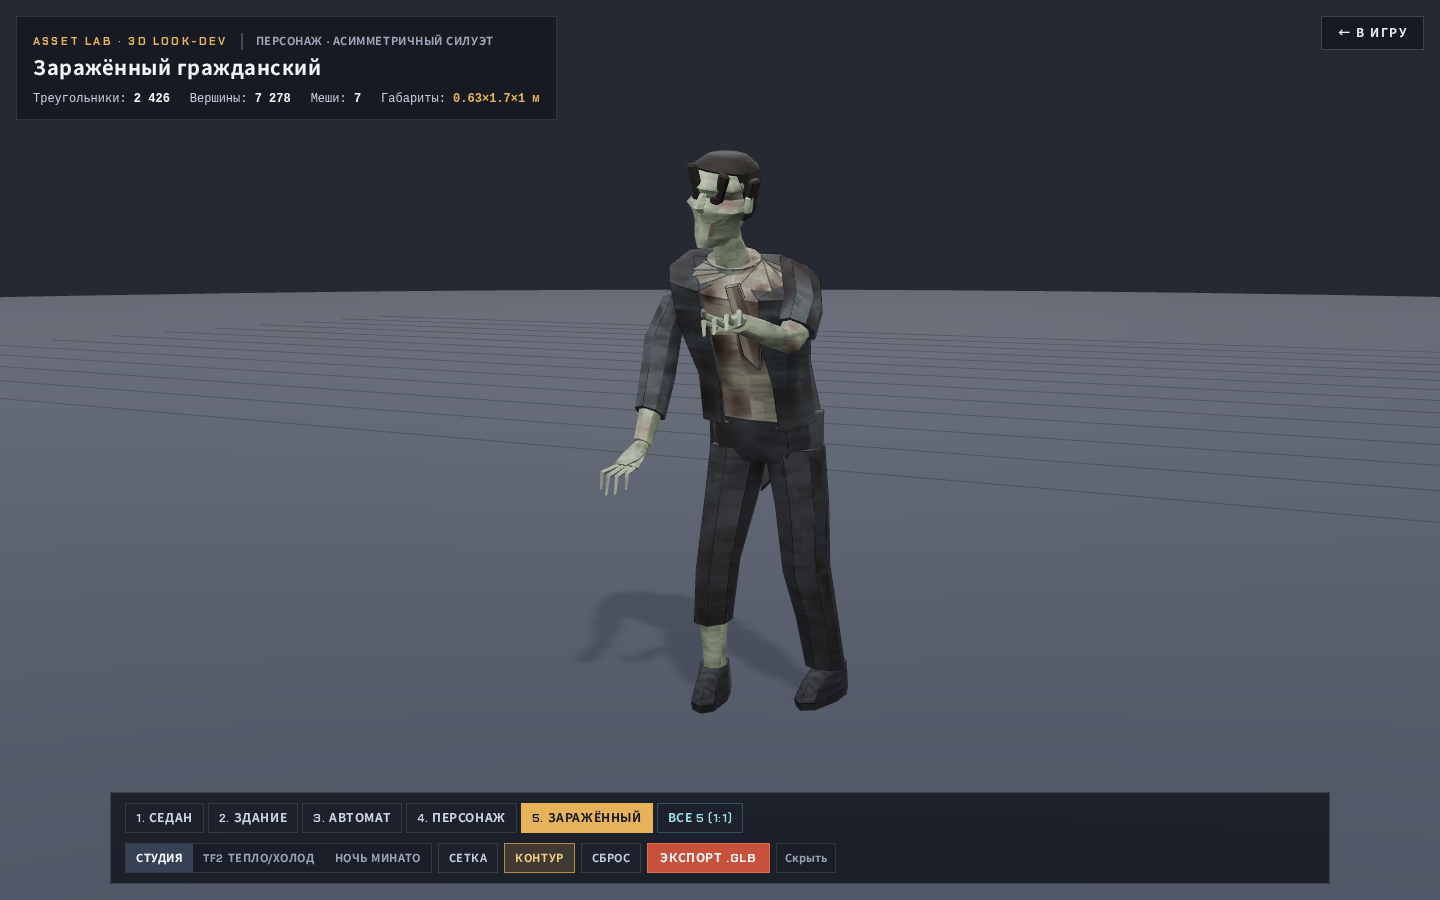 ASSET LAB · 3D LOOK-DEV | ПЕРСОНАЖ · АСИММЕТРИЧНЫЙ СИЛУЭТ
← В ИГРУ
Заражённый гражданский
Треугольники: 2 426 Вершины: 7 278 Меши: 7 Габариты: 0.63×1.7×1 м
1. СЕДАН 2. ЗДАНИЕ 3. АВТОМАТ 4. ПЕРСОНАЖ 5. ЗАРАЖЁННЫЙ ВСЕ 5 (1:1)
СТУДИЯ TF2 ТЕПЛО/ХОЛОД НОЧЬ МИНАТО СЕТКА КОНТУР СБРОС ЭКСПОРТ .GLB Скрыть